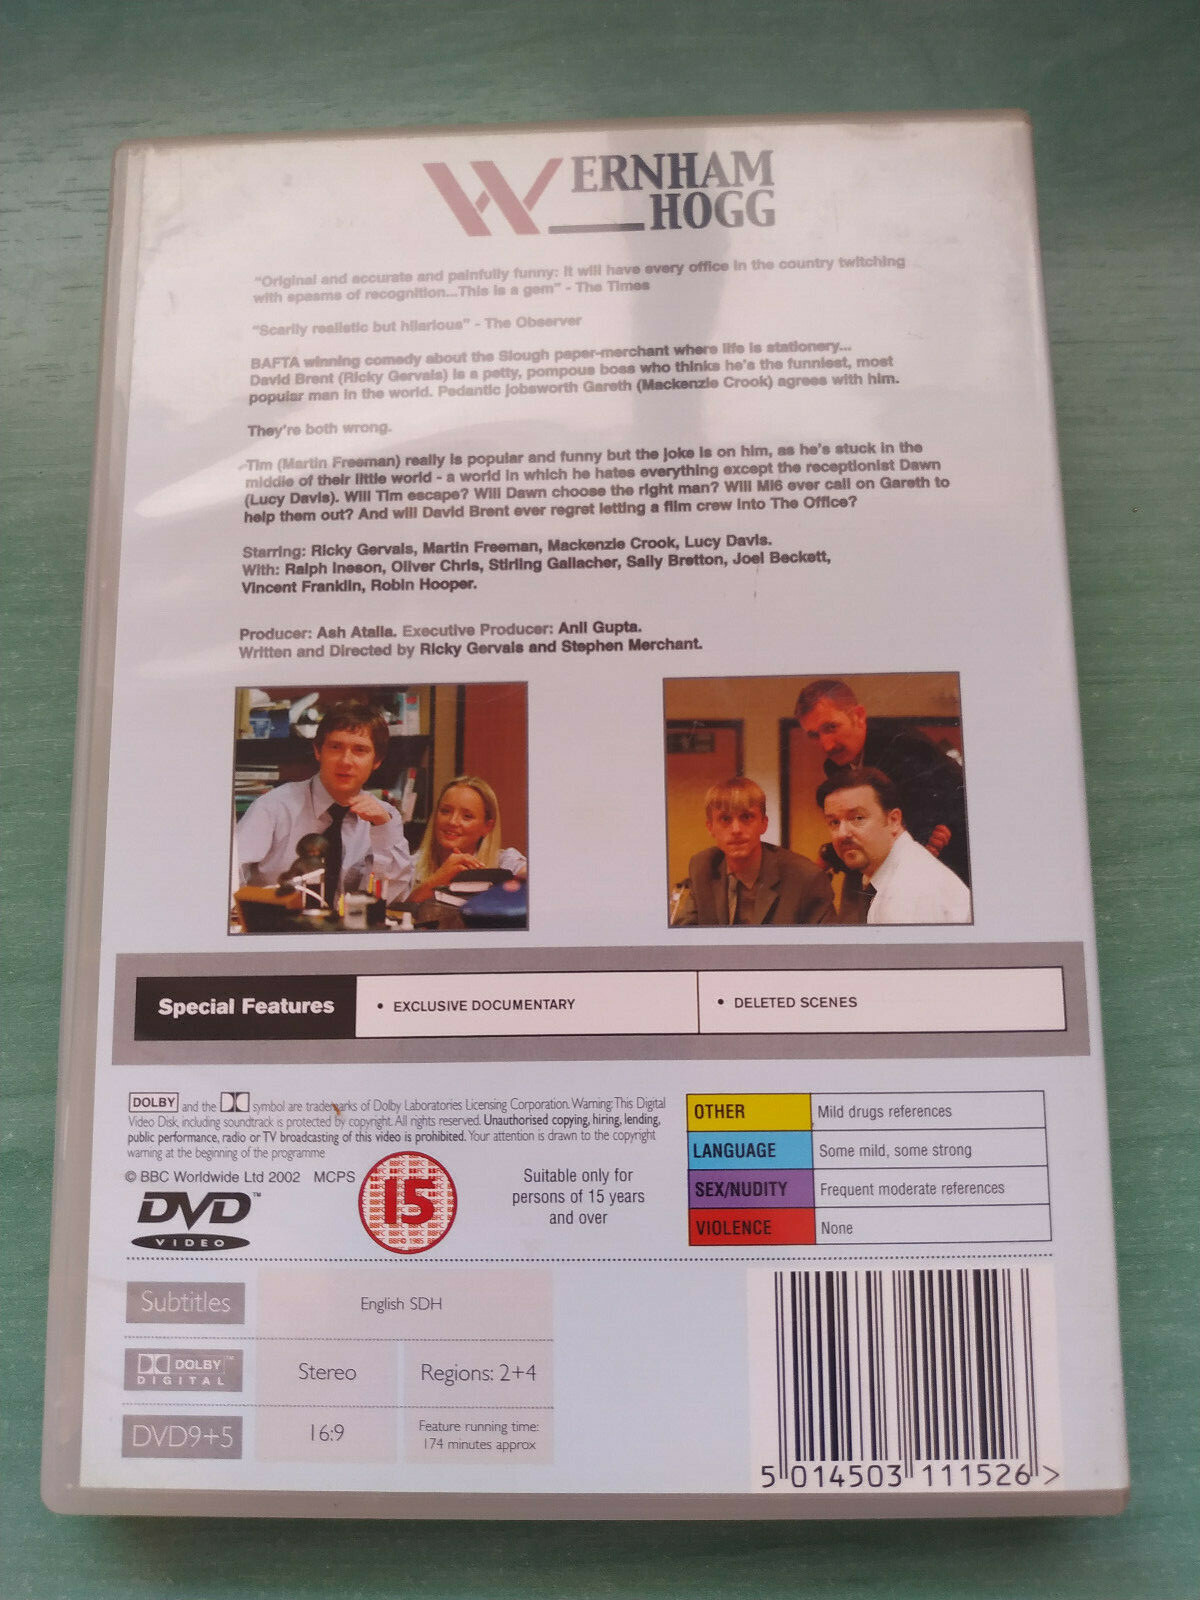 WERNHAM
HOGG
"Original and accurate and painfully funny: it will have every office in the country twitching
with spasms of recognition...This is a gem" - The Times
"Scarily realistic but hilarious" - The Observer
BAFTA winning comedy about the Slough paper-merchant where life is stationery...
David Brent (Ricky Gervais) is a petty, pompous boss who thinks he's the funniest, most
popular man in the world. Pedantic jobsworth Gareth (Mackenzie Crook) agrees with him.
They're both wrong.
Tim (Martin Freeman) really is popular and funny but the joke is on him, as he's stuck in the
middle of their little world - a world in which he hates everything except the receptionist Dawn
(Lucy Davis). Will Tim escape? Will Dawn choose the right man? Will MI6 ever call on Gareth to
help them out? And will David Brent ever regret letting a film crew into The Office?
Starring: Ricky Gervais, Martin Freeman, Mackenzie Crook, Lucy Davis.
With: Ralph Ineson, Oliver Chris, Stirling Gallacher, Sally Bretton, Joel Beckett,
Vincent Franklin, Robin Hooper.
Producer: Ash Atalla. Executive Producer: Anil Gupta.
Written and Directed by Ricky Gervais and Stephen Merchant.
Special Features
• EXCLUSIVE DOCUMENTARY
• DELETED SCENES
DOLBY and the symbol are trademarks of Dolby Laboratories Licensing Corporation. Warning: This Digital
Video Disk, including soundtrack is protected by copyright. All rights reserved. Unauthorised copying, hiring, lending,
public performance, radio or TV broadcasting of this video is prohibited. Your attention is drawn to the copyright
warning at the beginning of the programme
© BBC Worldwide Ltd 2002 MCPS
DVD™
VIDEO
15
BBFC
BBFC © 1985
Suitable only for
persons of 15 years
and over
OTHER Mild drugs references
LANGUAGE Some mild, some strong
SEX/NUDITY Frequent moderate references
VIOLENCE None
Subtitles
English SDH
DOLBY™
DIGITAL
Stereo
Regions: 2+4
DVD9+5
16:9
Feature running time:
174 minutes approx
5 014503 111526 >